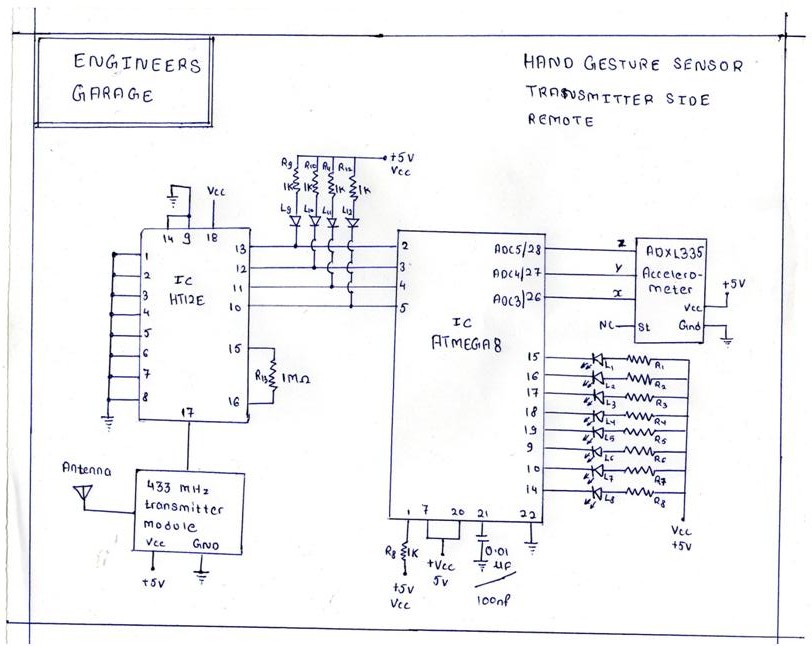 ENGINEERS
GARAGE
HAND GESTURE SENSOR
TRANSMITTER SIDE
REMOTE
+5V
Vcc
R9 R10 R11 R12
1K 1K 1K 1K
L9 L10 L11 L12
Vcc
14 9 18
1
2
3
4
5
6
7
8
IC
HT12E
13
12
11
10
15
16
17
R13 1MΩ
2
3
4
5
IC
ATMEGA8
ADC5/28
ADC4/27
ADC3/26
Z
Y
X
ADXL335
Accelero-
meter
Vcc
Gnd
St
NC
+5V
15
16
17
18
19
9
10
14
L1 R1
L2 R2
L3 R3
L4 R4
L5 R5
L6 R6
L7 R7
L8 R8
Vcc
+5V
1 7 20 21 22
R8 1K
+5V
Vcc
+Vcc
5V
0.01
µF
100nf
Antenna
433 MHz
transmitter
module
Vcc GND
+5V